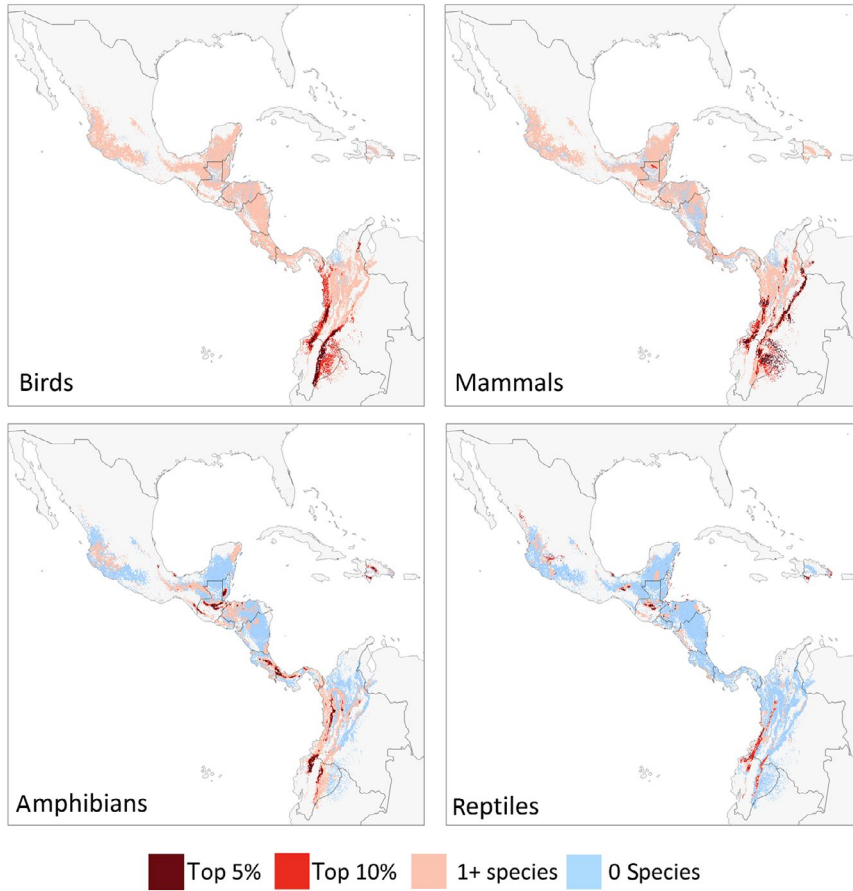 Birds
Mammals
Amphibians
Reptiles
Top 5%
Top 10%
1+ species
0 Species